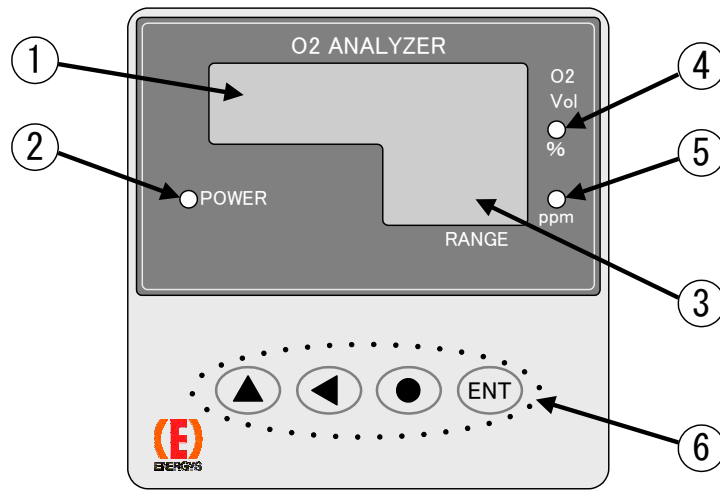 O2 ANALYZER
1
4
O2
Vol
%
2
5
POWER
ppm
RANGE
3
ENT
6
(E)
ENERGYS